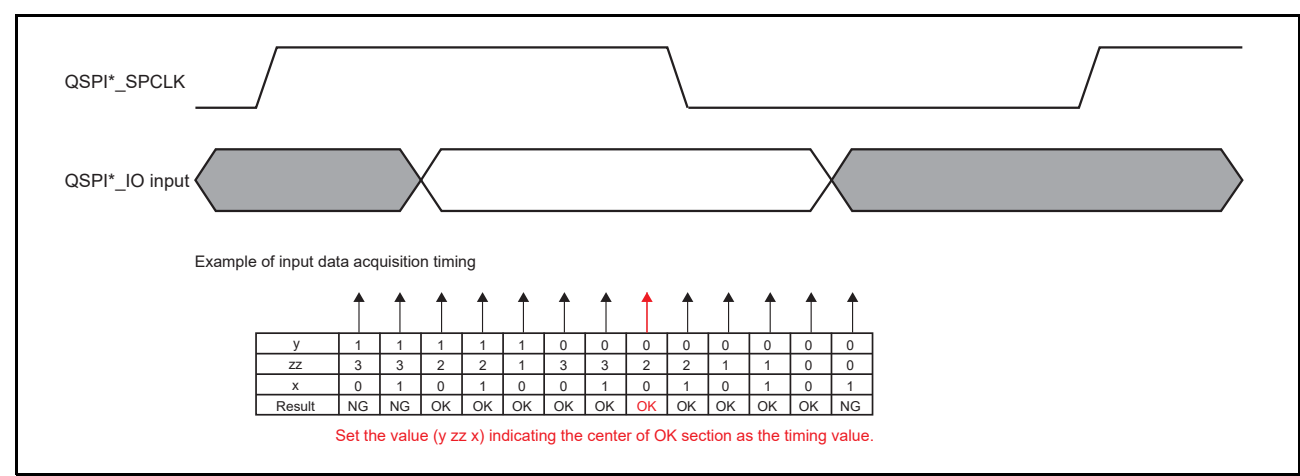 QSPI*_SPCLK
QSPI*_IO input
Example of input data acquisition timing
y 1 1 1 1 1 0 0 0 0 0 0 0 0
zz 3 3 2 2 1 3 3 2 2 1 1 0 0
x 0 1 0 1 0 0 1 0 1 0 1 0 1
Result NG NG OK OK OK OK OK OK OK OK OK OK NG
Set the value (y zz x) indicating the center of OK section as the timing value.